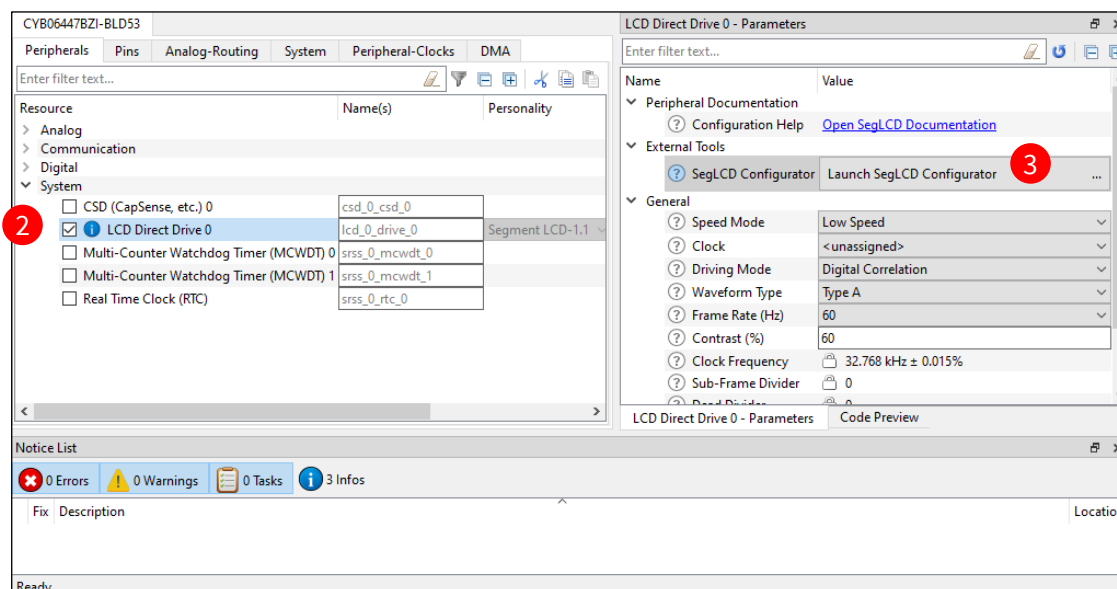 CYB06447BZI-BLD53
Peripherals Pins Analog-Routing System Peripheral-Clocks DMA
Enter filter text...
Resource Name(s) Personality
Analog
Communication
Digital
System
CSD (CapSense, etc.) 0 csd_0_csd_0
2
LCD Direct Drive 0 lcd_0_drive_0 Segment LCD-1.1
Multi-Counter Watchdog Timer (MCWDT) 0 srss_0_mcwdt_0
Multi-Counter Watchdog Timer (MCWDT) 1 srss_0_mcwdt_1
Real Time Clock (RTC) srss_0_rtc_0
LCD Direct Drive 0 - Parameters
Enter filter text...
Name Value
Peripheral Documentation
Configuration Help Open SegLCD Documentation
External Tools
SegLCD Configurator Launch SegLCD Configurator ...
3
General
Speed Mode Low Speed
Clock <unassigned>
Driving Mode Digital Correlation
Waveform Type Type A
Frame Rate (Hz) 60
Contrast (%) 60
Clock Frequency 32.768 kHz ± 0.015%
Sub-Frame Divider 0
Dead Divider 0
LCD Direct Drive 0 - Parameters Code Preview
Notice List
0 Errors 0 Warnings 0 Tasks 3 Infos
Fix Description Locatio
Ready